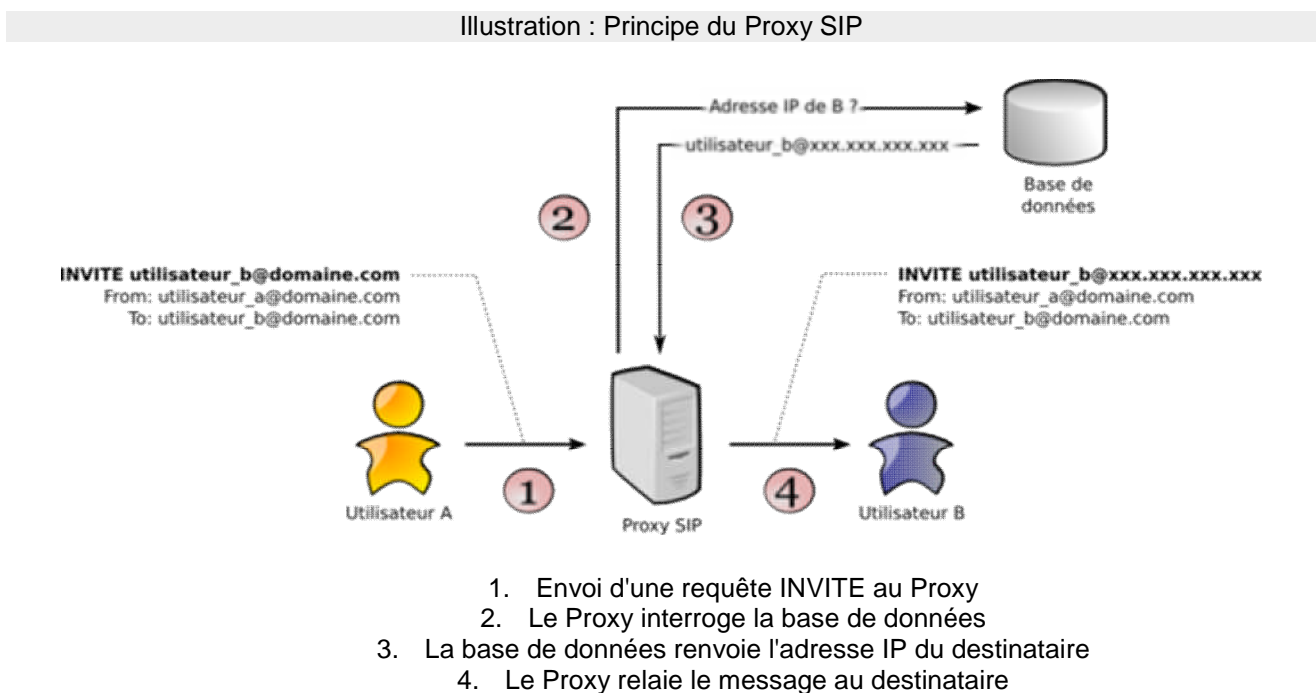 Illustration : Principe du Proxy SIP
Adresse IP de B ?
utilisateur_b@xxx.xxx.xxx.xxx
Base de
données
2
3
INVITE utilisateur_b@domaine.com
From: utilisateur_a@domaine.com
To: utilisateur_b@domaine.com
INVITE utilisateur_b@xxx.xxx.xxx.xxx
From: utilisateur_a@domaine.com
To: utilisateur_b@domaine.com
1
4
Utilisateur A
Proxy SIP
Utilisateur B
1. Envoi d'une requête INVITE au Proxy
2. Le Proxy interroge la base de données
3. La base de données renvoie l'adresse IP du destinataire
4. Le Proxy relaie le message au destinataire